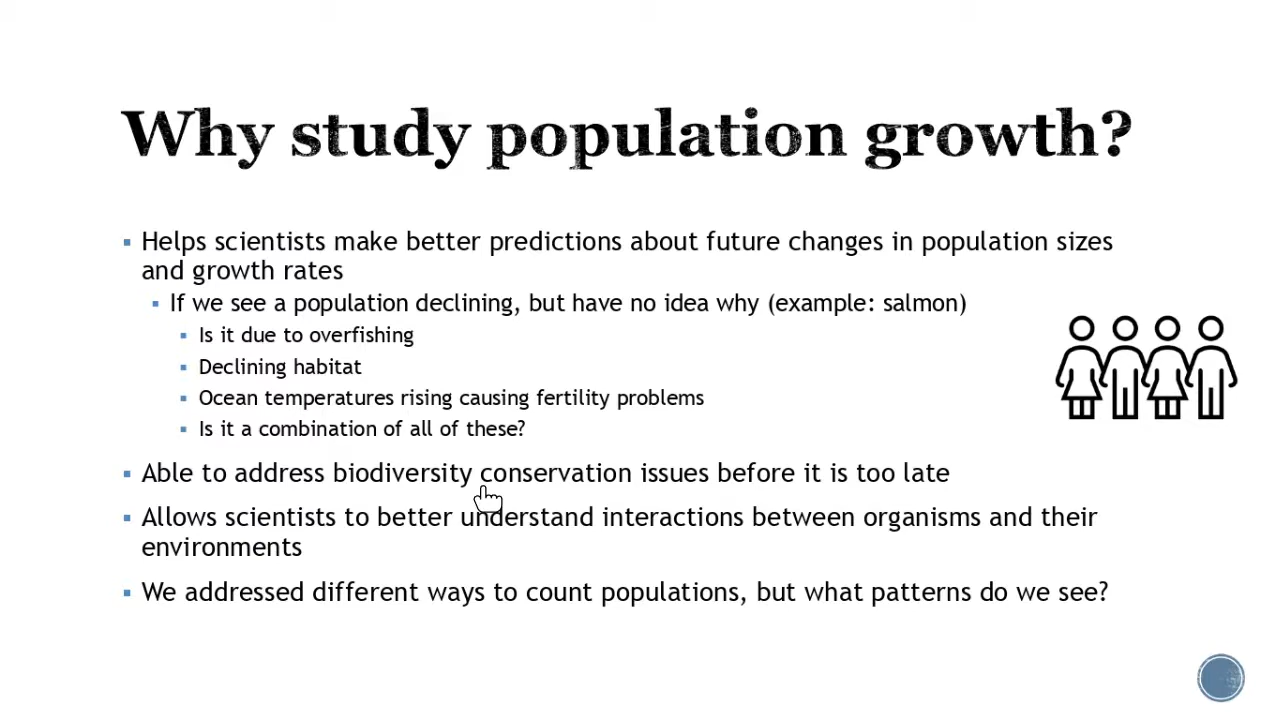 Why study population growth?
Helps scientists make better predictions about future changes in population sizes
and growth rates
If we see a population declining, but have no idea why (example: salmon)
Is it due to overfishing
Declining habitat
Ocean temperatures rising causing fertility problems
Is it a combination of all of these?
Able to address biodiversity conservation issues before it is too late
Allows scientists to better understand interactions between organisms and their
environments
We addressed different ways to count populations, but what patterns do we see?